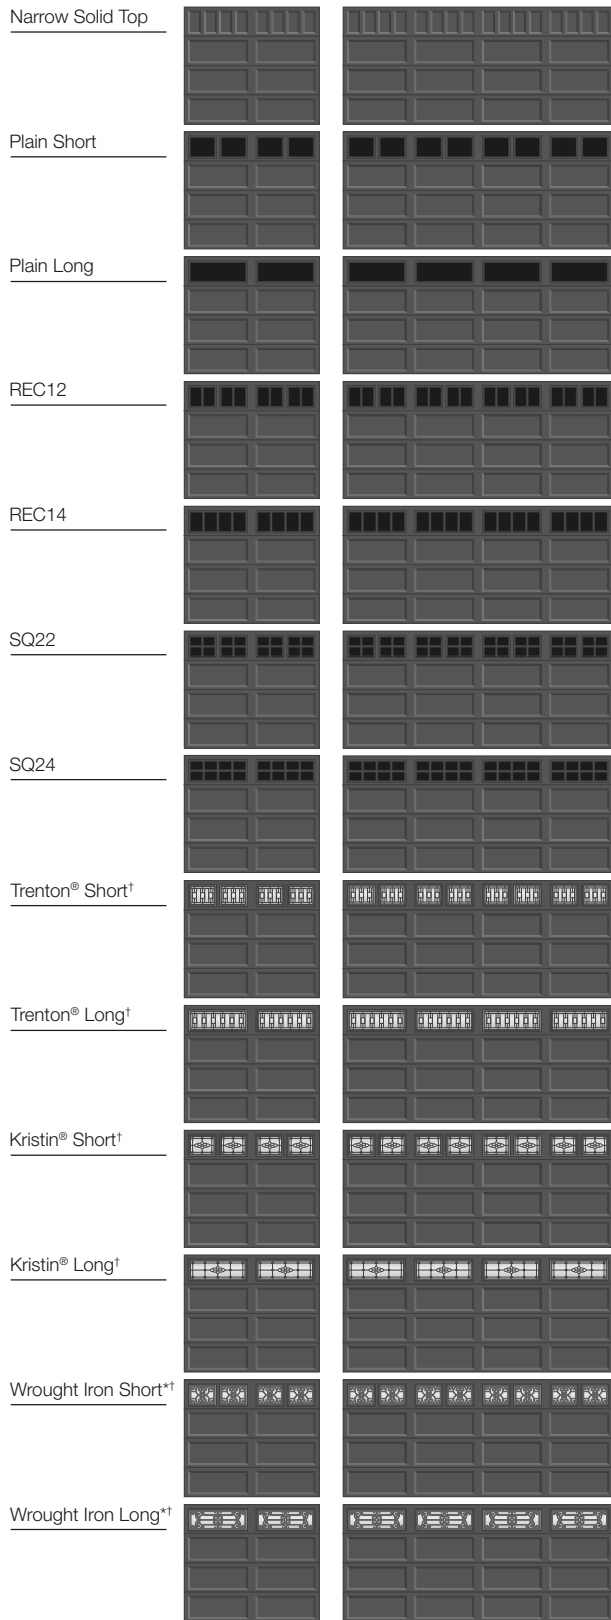 Narrow Solid Top
Plain Short
Plain Long
REC12
REC14
SQ22
SQ24
Trenton® Short†
Trenton® Long†
Kristin® Short†
Kristin® Long†
Wrought Iron Short*†
Wrought Iron Long*†